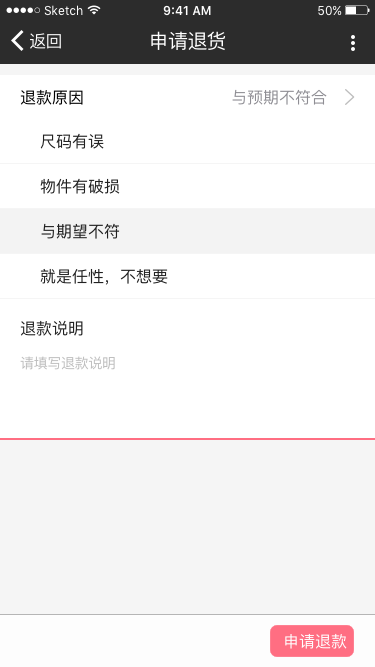 Sketch 9:41 AM 50%
返回 申请退货
退款原因 与预期不符合
尺码有误
物件有破损
与期望不符
就是任性，不想要
退款说明
请填写退款说明
申请退款